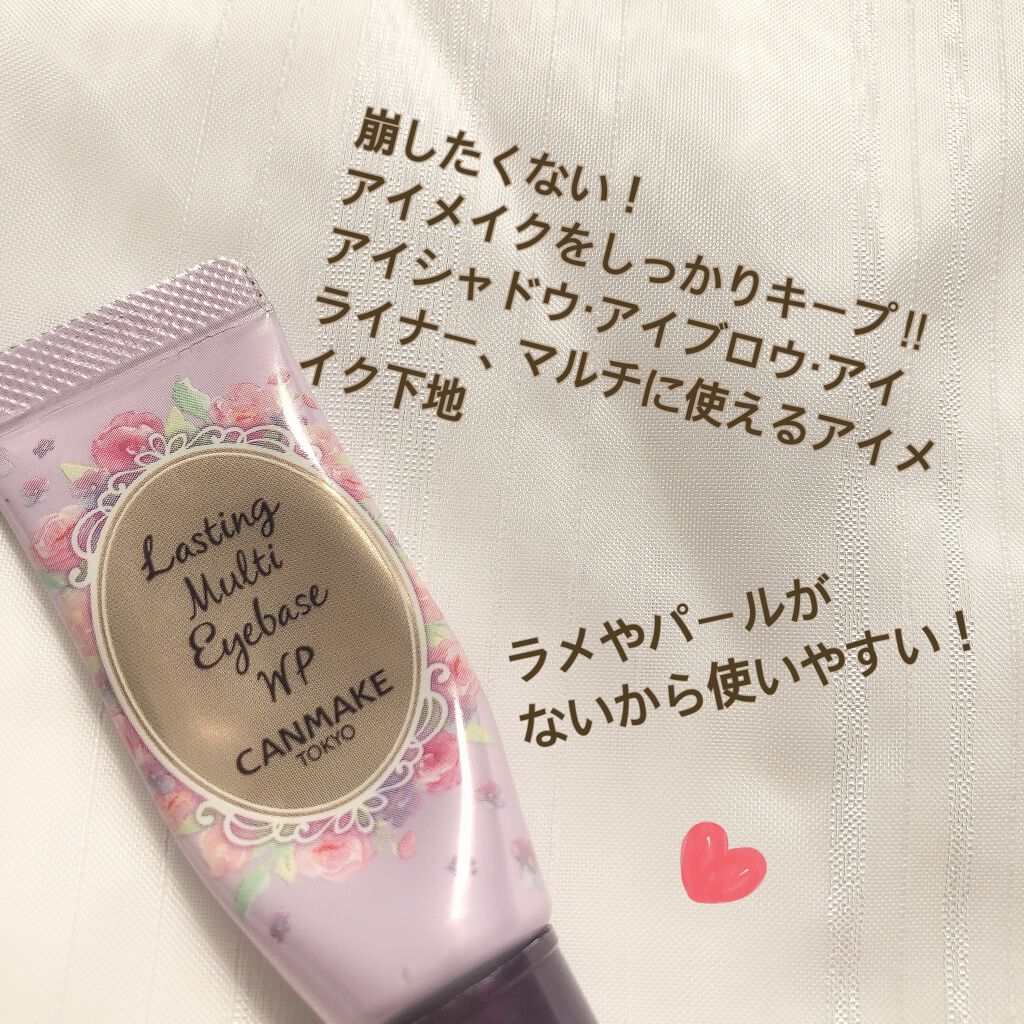 崩したくない！
アイメイクをしっかりキープ‼
アイシャドウ·アイブロウ·アイ
ライナー、マルチに使えるアイメ
イク下地
Lasting
Multi
Eyebase
WP
CANMAKE
TOKYO
ラメやパールが
ないから使いやすい！